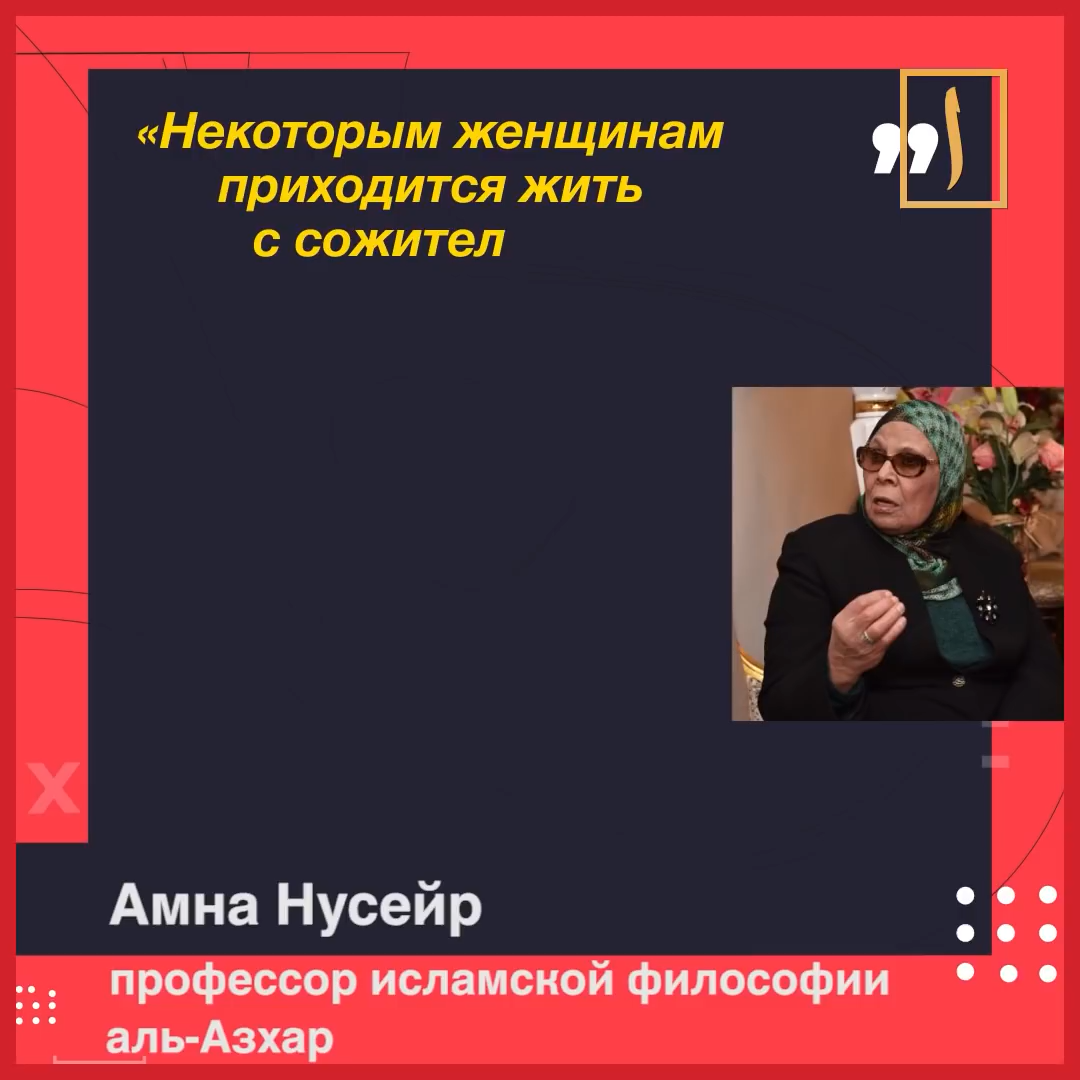 «Некоторым женщинам
приходится жить
с сожител
Амна Нусейр
профессор исламской философии
аль-Азхар
X